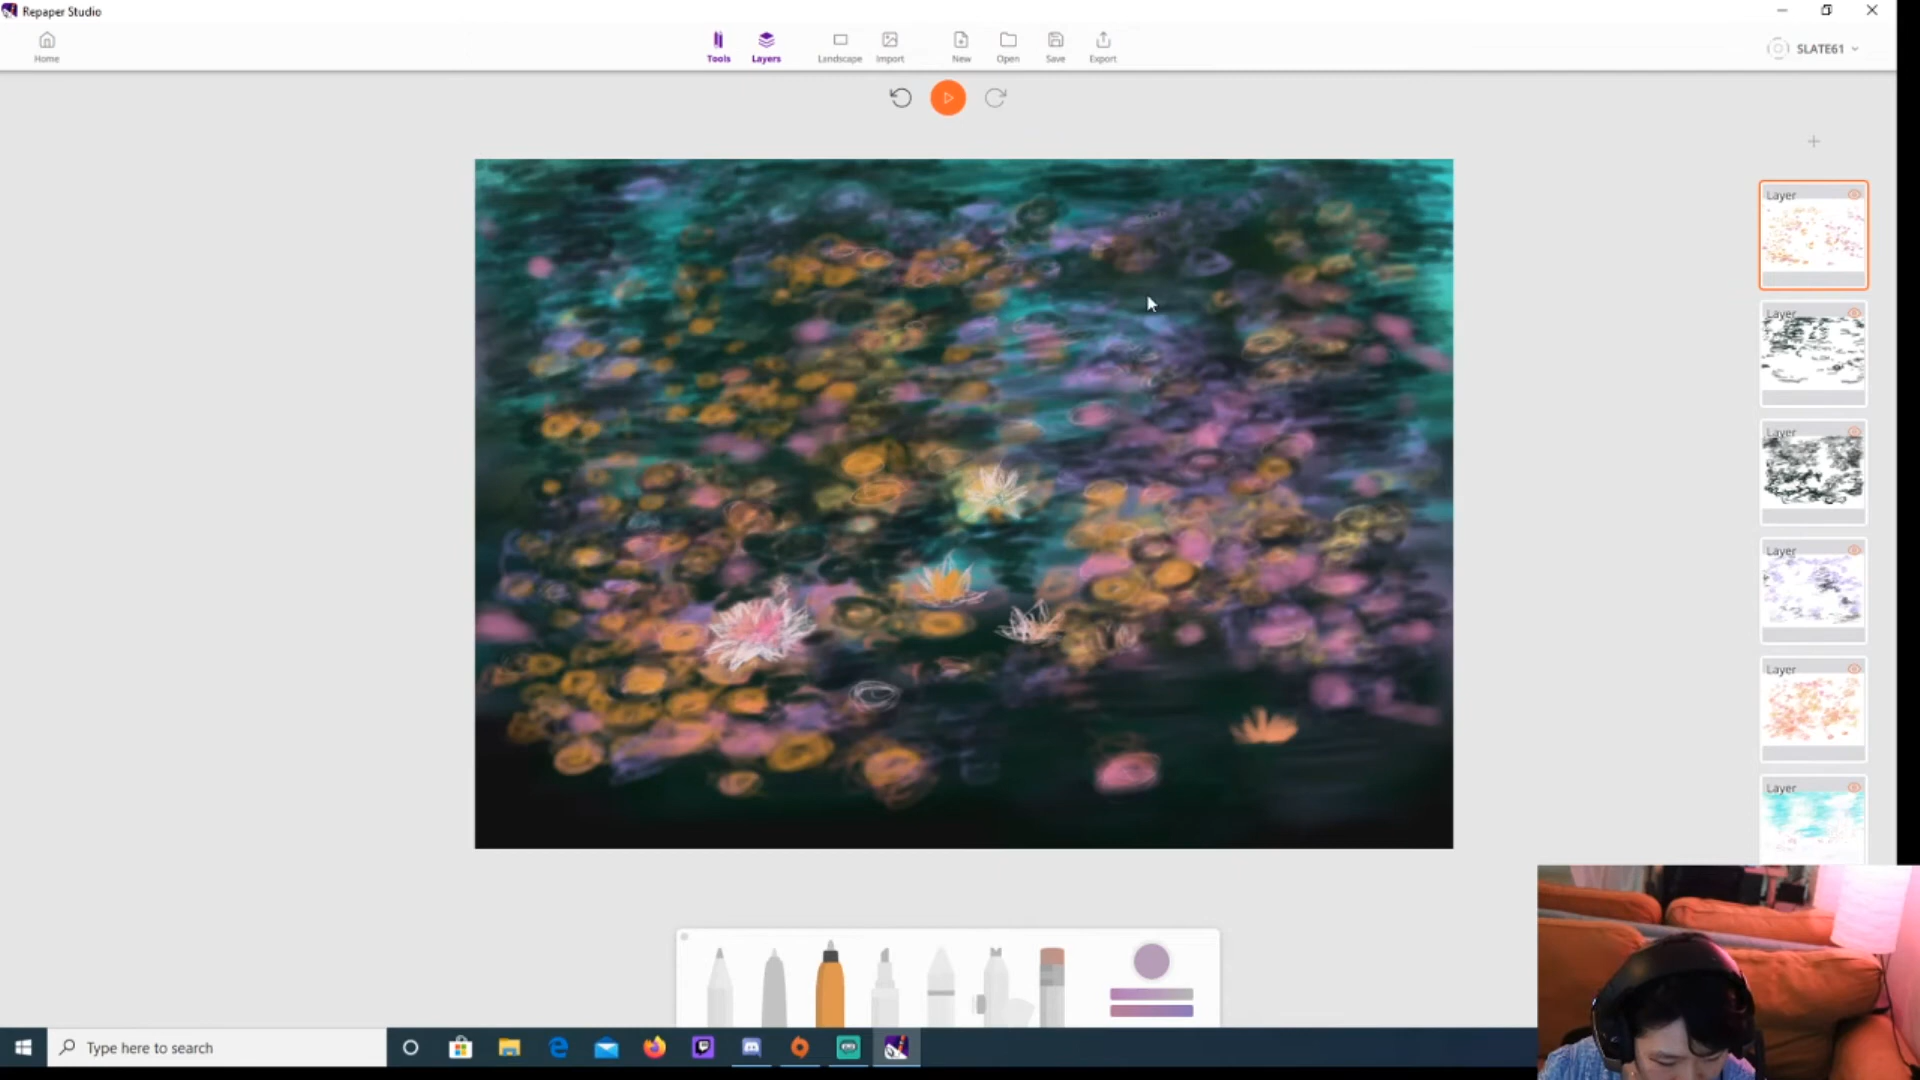 Repaper Studio
Home
Tools
Layers
Landscape
Import
New
Open
Save
Export
SLATE61
Layer
Layer
Layer
Layer
Layer
Layer
Type here to search